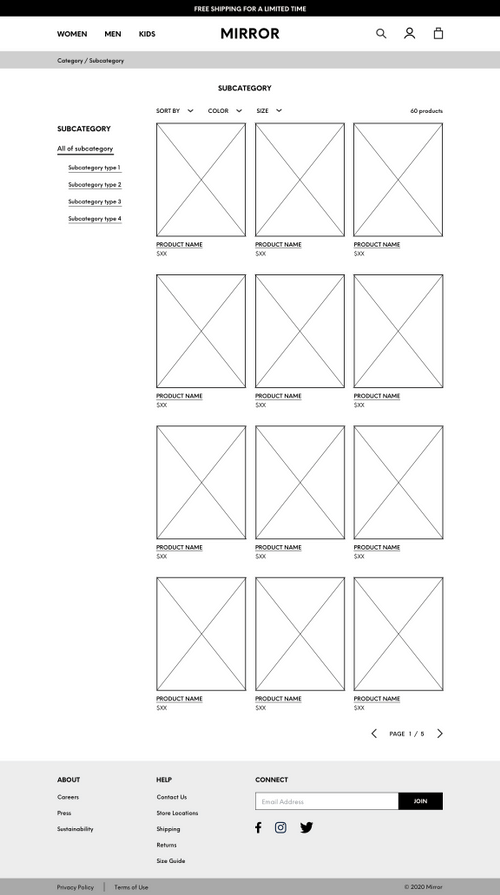 FREE SHIPPING FOR A LIMITED TIME
WOMEN MEN KIDS MIRROR
Category / Subcategory
SUBCATEGORY
SORT BY COLOR SIZE 60 products
SUBCATEGORY
All of subcategory
Subcategory type 1
Subcategory type 2
Subcategory type 3
Subcategory type 4
PRODUCT NAME PRODUCT NAME PRODUCT NAME
$XX $XX $XX
PRODUCT NAME PRODUCT NAME PRODUCT NAME
$XX $XX $XX
PRODUCT NAME PRODUCT NAME PRODUCT NAME
$XX $XX $XX
PRODUCT NAME PRODUCT NAME PRODUCT NAME
$XX $XX $XX
PAGE 1 / 5
ABOUT
Careers
Press
Sustainability
HELP
Contact Us
Store Locations
Shipping
Returns
Size Guide
CONNECT
Email Address JOIN
Privacy Policy Terms of Use © 2020 Mirror